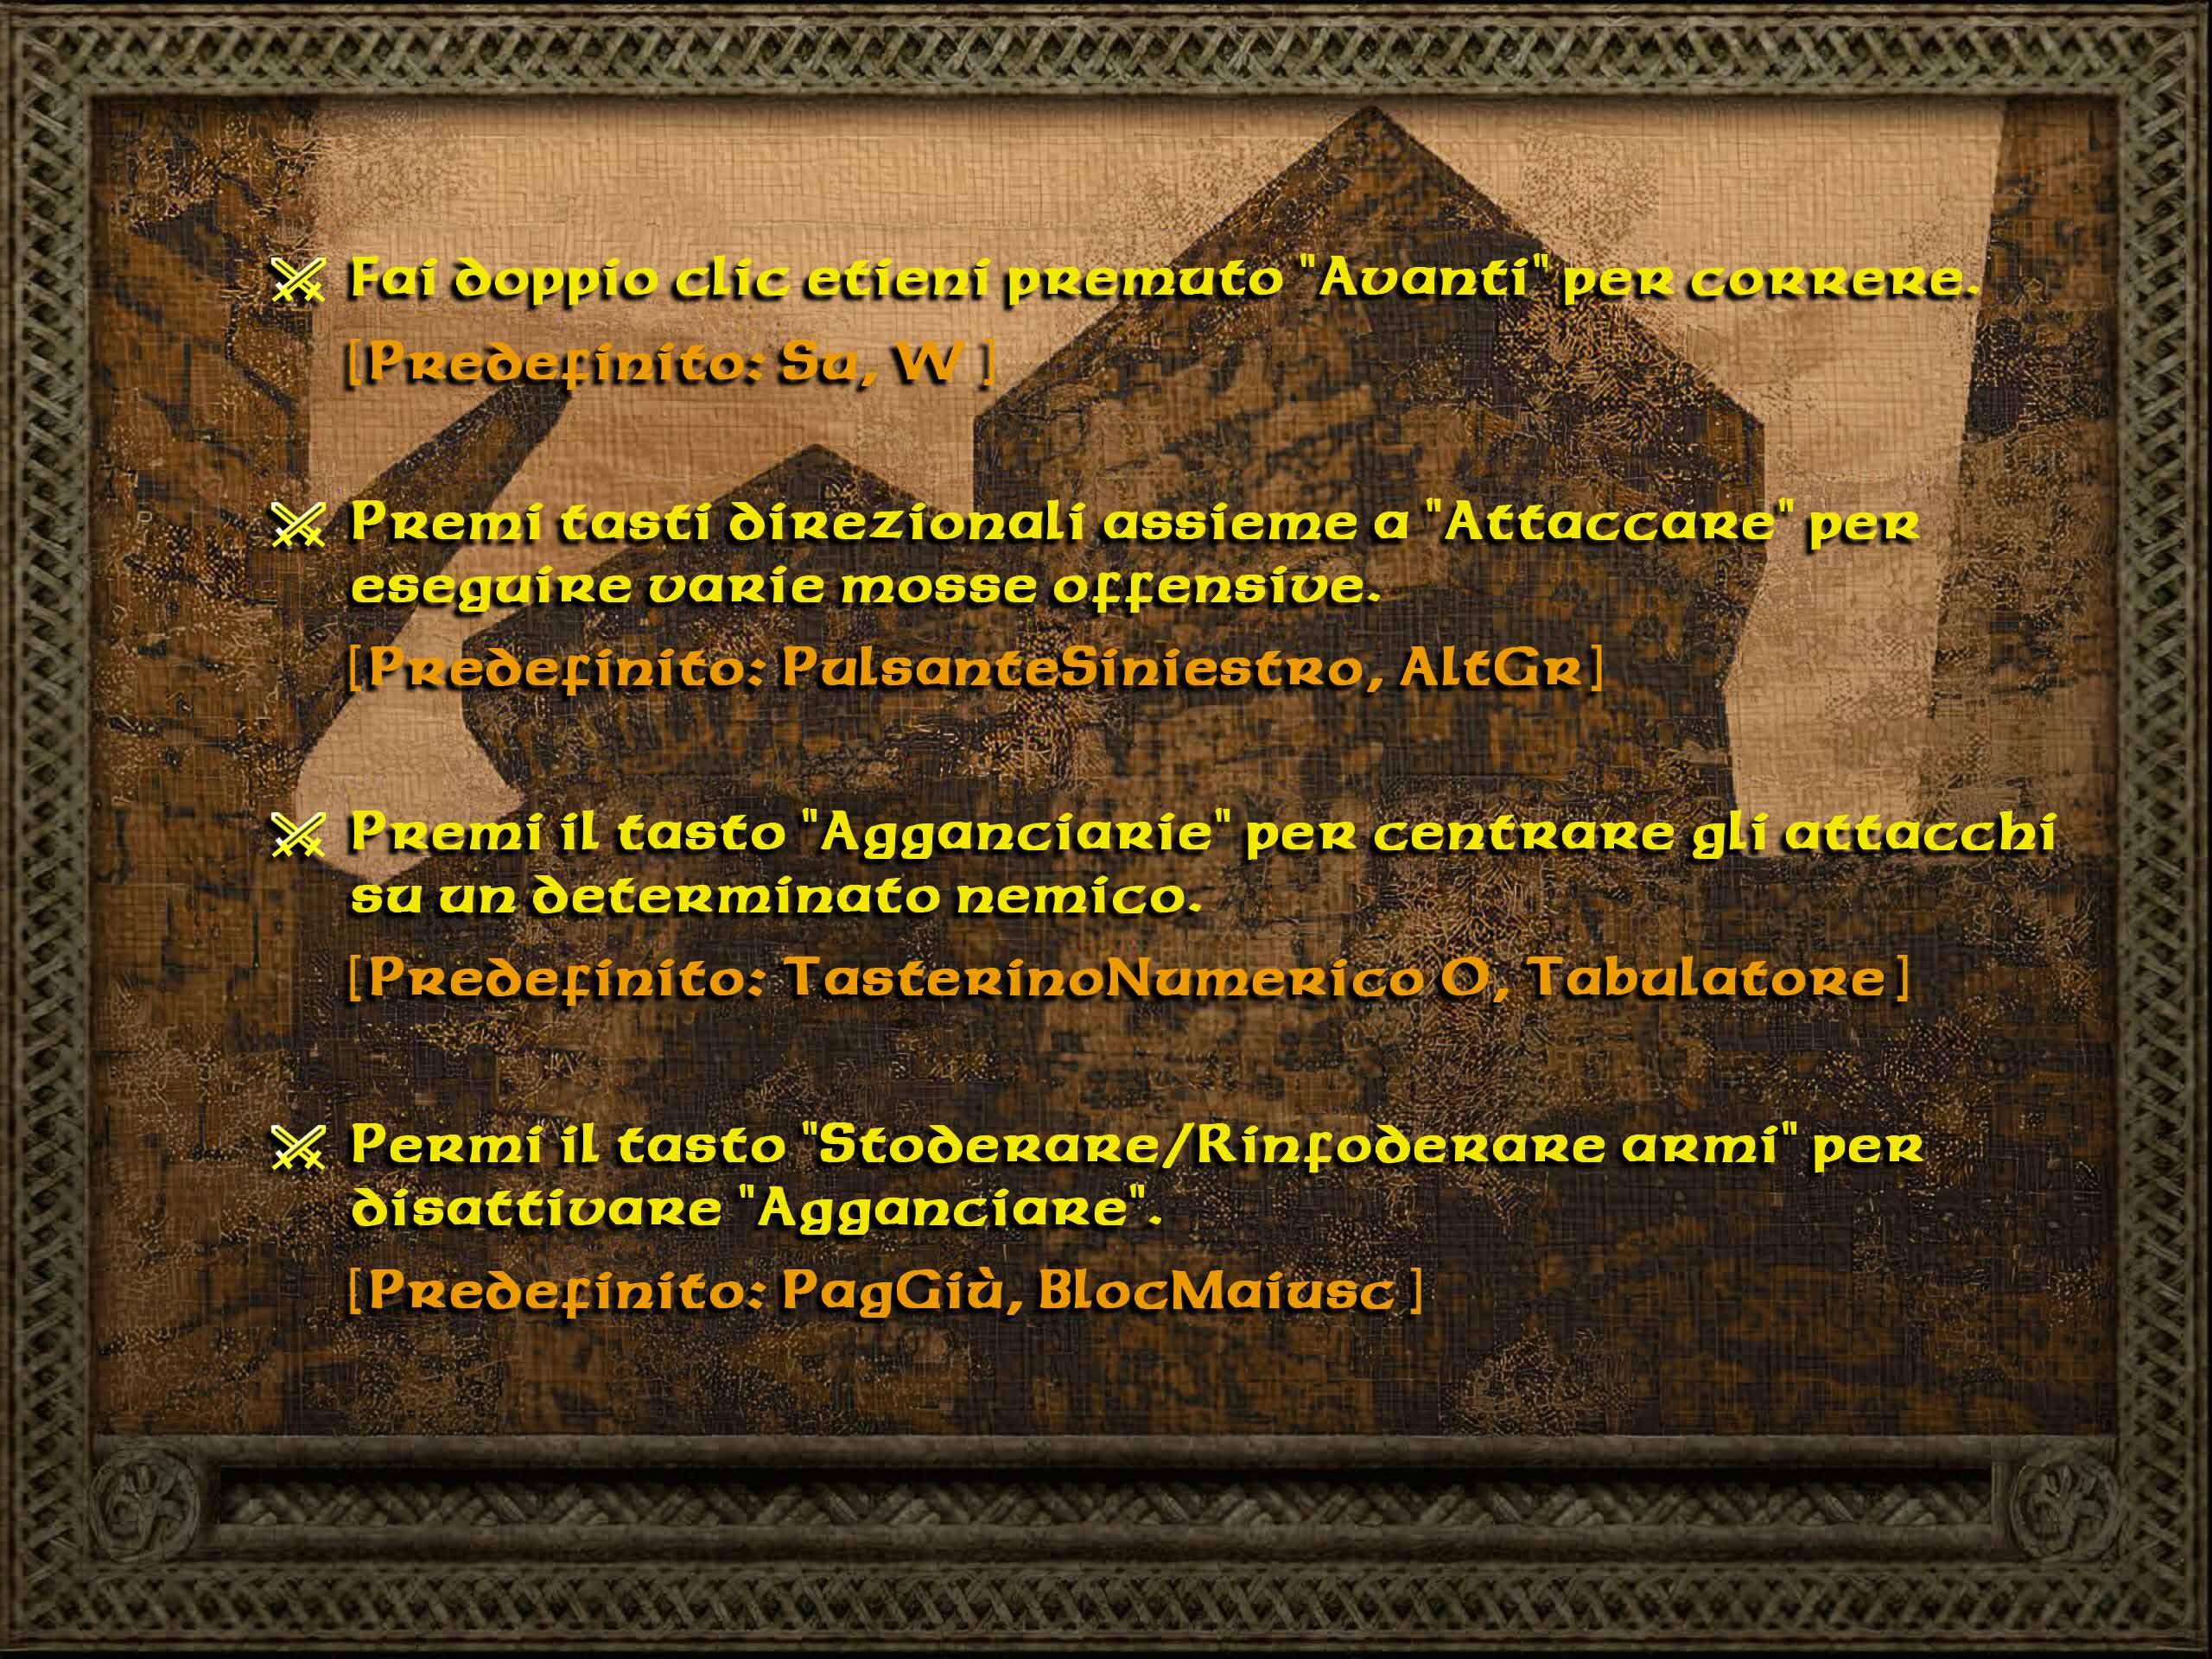 Fai doppio clic etieni premuto "Avanti" per correre.
[Predefinito: Su, W ]
Premi tasti direzionali assieme a "Attaccare" per
eseguire varie mosse offensive.
[Predefinito: PulsanteSiniestro, AltGr]
Premi il tasto "Agganciarie" per centrare gli attacchi
su un determinato nemico.
[Predefinito: TasterinoNumerico 0, Tabulatore]
Permi il tasto "Stoderare/Rinfoderare armi" per
disattivare "Agganciare".
[Predefinito: PagGiù, BlocMaiusc ]